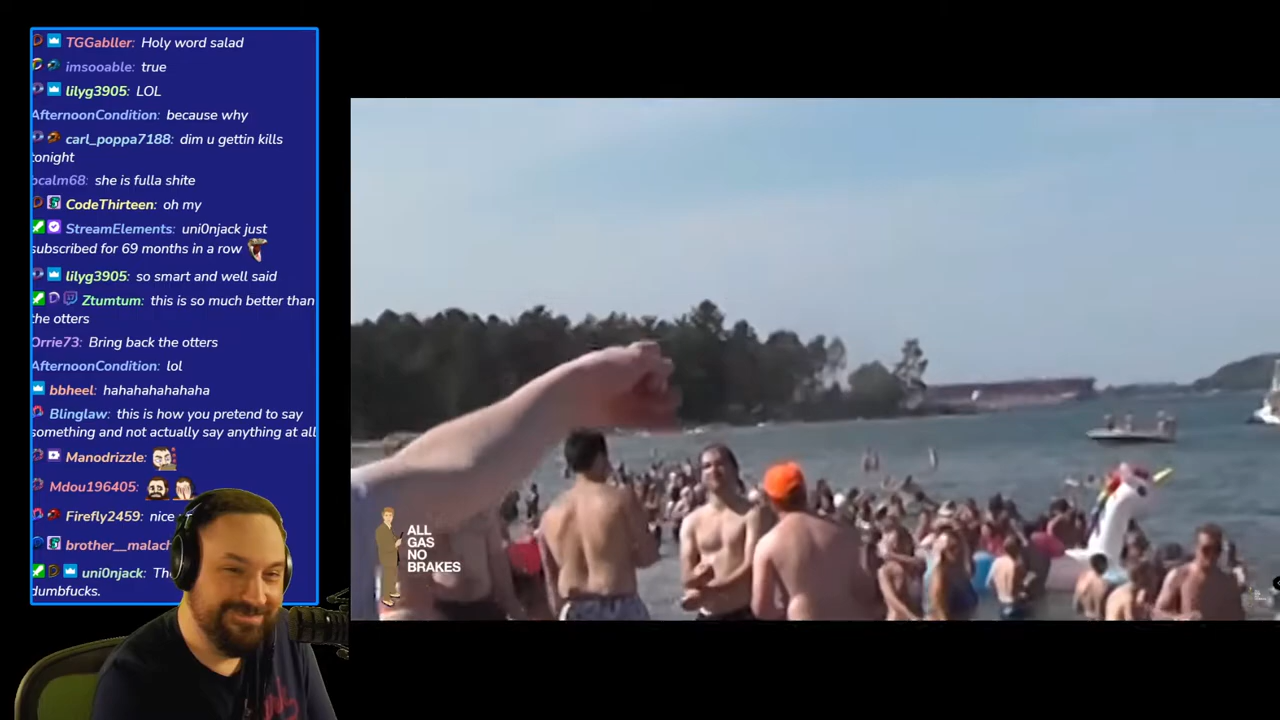 TGGabller: Holy word salad
imsooable: true
lilyg3905: LOL
AfternoonCondition: because why
carl_poppa7188: dim u gettin kills
tonight
bcalm68: she is fulla shite
CodeThirteen: oh my
StreamElements: uni0njack just
subscribed for 69 months in a row
lilyg3905: so smart and well said
Ztumtum: this is so much better than
the otters
Orrie73: Bring back the otters
AfternoonCondition: lol
bbheel: hahahahahaha
Blinglaw: this is how you pretend to say
something and not actually say anything at all
Manodrizzle:
Mdou196405:
Firefly2459: nice
brother__malach
uni0njack:
dumbfucks.
ALL
GAS
NO
BRAKES